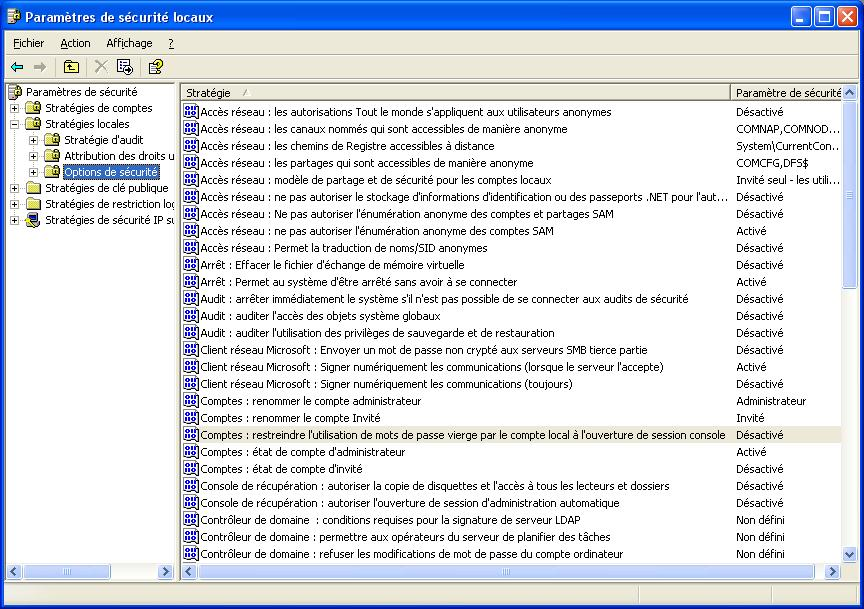 Paramètres de sécurité locaux
Fichier Action Affichage ?
Paramètres de sécurité
Stratégies de comptes
Stratégies locales
Stratégie d'audit
Attribution des droits u
Options de sécurité
Stratégies de clé publique
Stratégies de restriction log
Stratégies de sécurité IP su
Stratégie Paramètre de sécurité
Accès réseau : les autorisations Tout le monde s'appliquent aux utilisateurs anonymes Désactivé
Accès réseau : les canaux nommés qui sont accessibles de manière anonyme COMNAP,COMNOD...
Accès réseau : les chemins de Registre accessibles à distance System\CurrentCon...
Accès réseau : les partages qui sont accessibles de manière anonyme COMCFG,DFS$
Accès réseau : modèle de partage et de sécurité pour les comptes locaux Invité seul - les utili...
Accès réseau : ne pas autoriser le stockage d'informations d'identification ou des passeports .NET pour l'aut... Désactivé
Accès réseau : Ne pas autoriser l'énumération anonyme des comptes et partages SAM Désactivé
Accès réseau : ne pas autoriser l'énumération anonyme des comptes SAM Activé
Accès réseau : Permet la traduction de noms/SID anonymes Désactivé
Arrêt : Effacer le fichier d'échange de mémoire virtuelle Désactivé
Arrêt : Permet au système d'être arrêté sans avoir à se connecter Activé
Audit : arrêter immédiatement le système s'il n'est pas possible de se connecter aux audits de sécurité Désactivé
Audit : auditer l'accès des objets système globaux Désactivé
Audit : auditer l'utilisation des privilèges de sauvegarde et de restauration Désactivé
Client réseau Microsoft : Envoyer un mot de passe non crypté aux serveurs SMB tierce partie Désactivé
Client réseau Microsoft : Signer numériquement les communications (lorsque le serveur l'accepte) Activé
Client réseau Microsoft : Signer numériquement les communications (toujours) Désactivé
Comptes : renommer le compte administrateur Administrateur
Comptes : renommer le compte Invité Invité
Comptes : restreindre l'utilisation de mots de passe vierge par le compte local à l'ouverture de session console Désactivé
Comptes : état de compte d'administrateur Activé
Comptes : état de compte d'invité Désactivé
Console de récupération : autoriser la copie de disquettes et l'accès à tous les lecteurs et dossiers Désactivé
Console de récupération : autoriser l'ouverture de session d'administration automatique Désactivé
Contrôleur de domaine : conditions requises pour la signature de serveur LDAP Non défini
Contrôleur de domaine : permettre aux opérateurs du serveur de planifier des tâches Non défini
Contrôleur de domaine : refuser les modifications de mot de passe du compte ordinateur Non défini